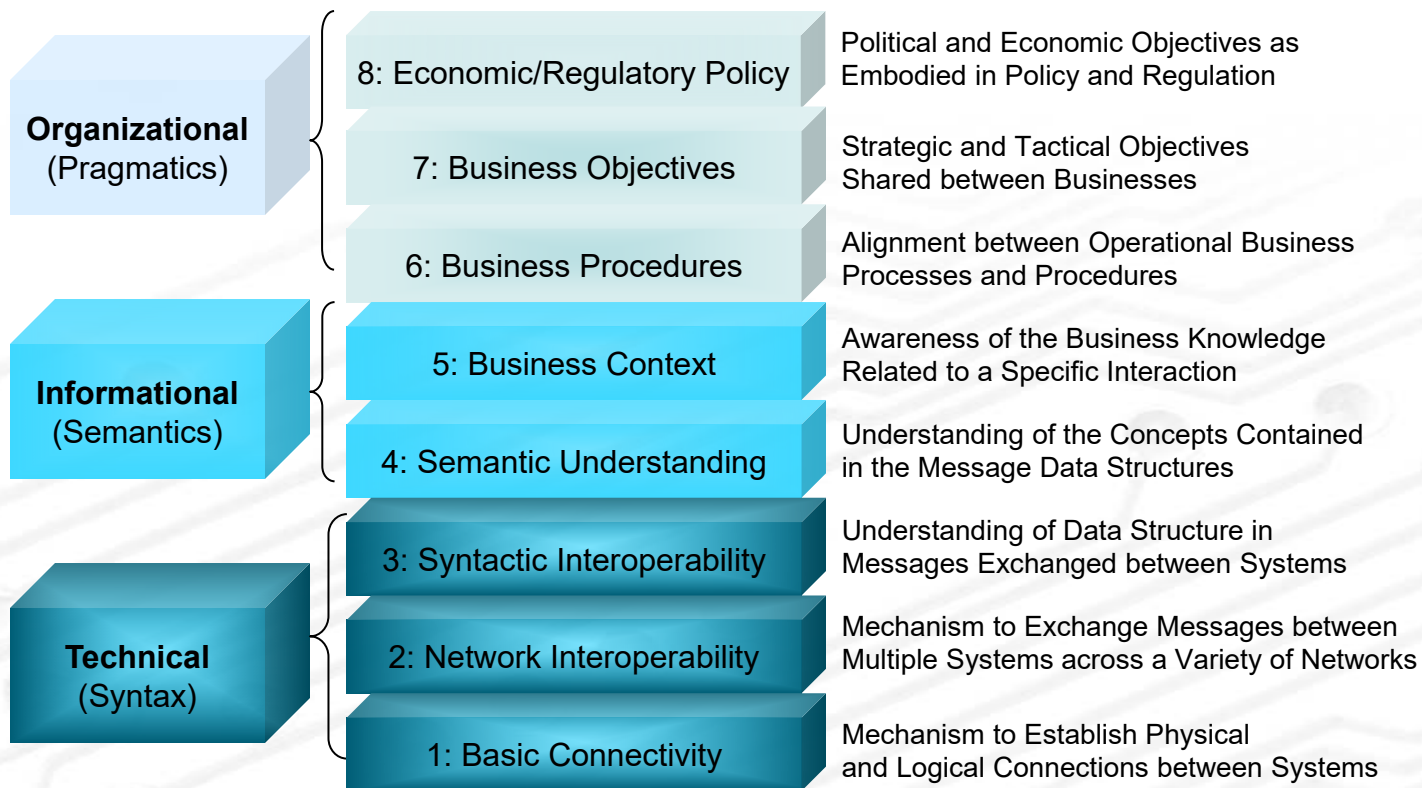 Organizational
(Pragmatics)
8: Economic/Regulatory Policy
Political and Economic Objectives as
Embodied in Policy and Regulation
7: Business Objectives
Strategic and Tactical Objectives
Shared between Businesses
6: Business Procedures
Alignment between Operational Business
Processes and Procedures
Informational
(Semantics)
5: Business Context
Awareness of the Business Knowledge
Related to a Specific Interaction
4: Semantic Understanding
Understanding of the Concepts Contained
in the Message Data Structures
Technical
(Syntax)
3: Syntactic Interoperability
Understanding of Data Structure in
Messages Exchanged between Systems
2: Network Interoperability
Mechanism to Exchange Messages between
Multiple Systems across a Variety of Networks
1: Basic Connectivity
Mechanism to Establish Physical
and Logical Connections between Systems